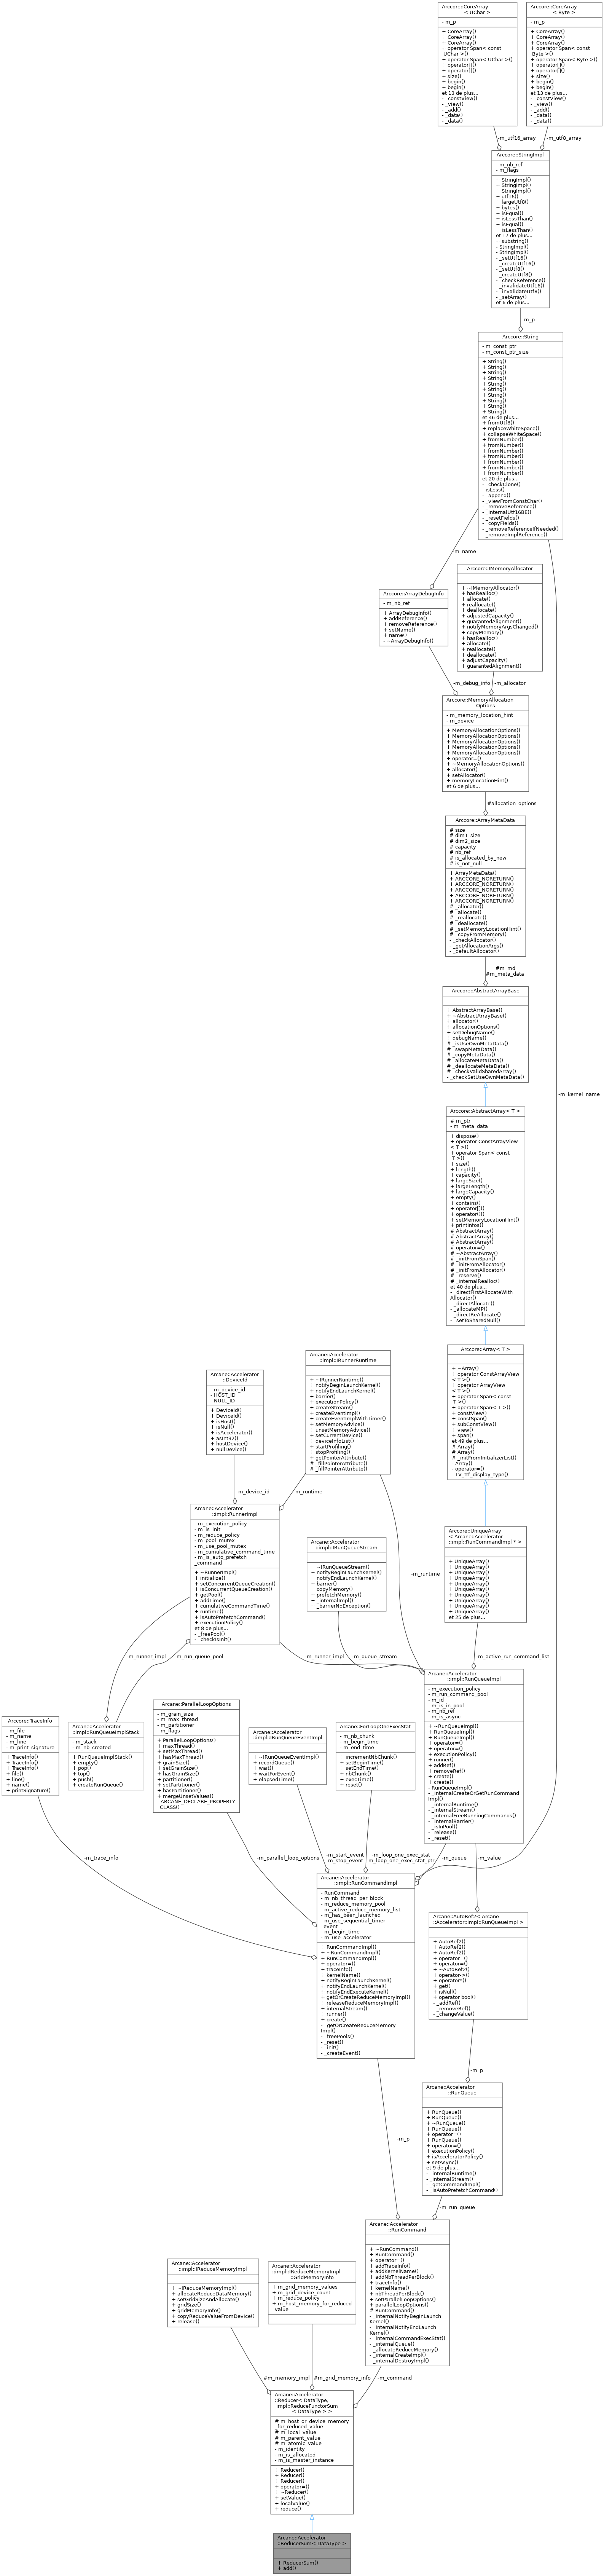 Arccore::CoreArray
< UChar >
- m_p
+ CoreArray()
+ CoreArray()
+ CoreArray()
+ operator Span< const
 UChar >()
+ operator Span< UChar >()
+ operator[]()
+ operator[]()
+ size()
+ begin()
+ begin()
et 13 de plus...
- _constView()
- _view()
- _add()
- _data()
- _data()
Arccore::CoreArray
< Byte >
- m_p
+ CoreArray()
+ CoreArray()
+ CoreArray()
+ operator Span< const
 Byte >()
+ operator Span< Byte >()
+ operator[]()
+ operator[]()
+ size()
+ begin()
+ begin()
et 13 de plus...
- _constView()
- _view()
- _add()
- _data()
- _data()
-m_utf16_array
-m_utf8_array
Arccore::StringImpl
- m_nb_ref
- m_flags
+ StringImpl()
+ StringImpl()
+ StringImpl()
+ utf16()
+ largeUtf8()
+ bytes()
+ isEqual()
+ isLessThan()
+ isEqual()
+ isLessThan()
et 17 de plus...
+ substring()
- StringImpl()
- StringImpl()
- _setUtf16()
- _createUtf16()
- _setUtf8()
- _createUtf8()
- _checkReference()
- _invalidateUtf16()
- _invalidateUtf8()
- _setArray()
et 6 de plus...
-m_p
Arccore::String
- m_const_ptr
- m_const_ptr_size
+ String()
+ String()
+ String()
+ String()
+ String()
+ String()
+ String()
+ String()
+ String()
+ String()
et 46 de plus...
+ fromUtf8()
+ replaceWhiteSpace()
+ collapseWhiteSpace()
+ fromNumber()
+ fromNumber()
+ fromNumber()
+ fromNumber()
+ fromNumber()
+ fromNumber()
+ fromNumber()
et 20 de plus...
- _checkClone()
- isLess()
- _append()
- _viewFromConstChar()
- _removeReference()
- _internalUtf16BE()
- _resetFields()
- _copyFields()
- _removeReferenceIfNeeded()
- _removeImplReference()
-m_name
Arccore::ArrayDebugInfo
- m_nb_ref
+ ArrayDebugInfo()
+ addReference()
+ removeReference()
+ setName()
+ name()
- ~ArrayDebugInfo()
Arccore::IMemoryAllocator
+ ~IMemoryAllocator()
+ hasRealloc()
+ allocate()
+ reallocate()
+ deallocate()
+ adjustedCapacity()
+ guarantedAlignment()
+ notifyMemoryArgsChanged()
+ copyMemory()
+ hasRealloc()
+ allocate()
+ reallocate()
+ deallocate()
+ adjustCapacity()
+ guarantedAlignment()
-m_debug_info
-m_allocator
Arccore::MemoryAllocation
Options
- m_memory_location_hint
- m_device
+ MemoryAllocationOptions()
+ MemoryAllocationOptions()
+ MemoryAllocationOptions()
+ MemoryAllocationOptions()
+ MemoryAllocationOptions()
+ operator=()
+ ~MemoryAllocationOptions()
+ allocator()
+ setAllocator()
+ memoryLocationHint()
et 6 de plus...
#allocation_options
Arccore::ArrayMetaData
# size
# dim1_size
# dim2_size
# capacity
# nb_ref
# is_allocated_by_new
# is_not_null
+ ArrayMetaData()
+ ARCCORE_NORETURN()
+ ARCCORE_NORETURN()
+ ARCCORE_NORETURN()
+ ARCCORE_NORETURN()
+ ARCCORE_NORETURN()
# _allocator()
# _allocate()
# _reallocate()
# _deallocate()
# _setMemoryLocationHint()
# _copyFromMemory()
- _checkAllocator()
- _getAllocationArgs()
- _defaultAllocator()
#m_md
#m_meta_data
Arccore::AbstractArrayBase
+ AbstractArrayBase()
+ ~AbstractArrayBase()
+ allocator()
+ allocationOptions()
+ setDebugName()
+ debugName()
# _isUseOwnMetaData()
# _swapMetaData()
# _copyMetaData()
# _allocateMetaData()
# _deallocateMetaData()
# _checkValidSharedArray()
- _checkSetUseOwnMetaData()
-m_kernel_name
Arccore::AbstractArray< T >
# m_ptr
- m_meta_data
+ dispose()
+ operator ConstArrayView
< T >()
+ operator Span< const
 T >()
+ size()
+ length()
+ capacity()
+ largeSize()
+ largeLength()
+ largeCapacity()
+ empty()
+ contains()
+ operator[]()
+ operator()()
+ setMemoryLocationHint()
+ printInfos()
# AbstractArray()
# AbstractArray()
# AbstractArray()
# operator=()
# ~AbstractArray()
# _initFromSpan()
# _initFromAllocator()
# _initFromAllocator()
# _reserve()
# _internalRealloc()
et 40 de plus...
- _directFirstAllocateWith
Allocator()
- _directAllocate()
- _allocateMP()
- _directReAllocate()
- _setToSharedNull()
Arccore::Array< T >
+ ~Array()
+ operator ConstArrayView
< T >()
+ operator ArrayView
< T >()
+ operator Span< const
 T >()
+ operator Span< T >()
+ constView()
+ constSpan()
+ subConstView()
+ view()
+ span()
et 49 de plus...
# Array()
# Array()
# _initFromInitializerList()
- Array()
- operator=()
- TV_ttf_display_type()
Arcane::Accelerator
::impl::IRunnerRuntime
+ ~IRunnerRuntime()
+ notifyBeginLaunchKernel()
+ notifyEndLaunchKernel()
+ barrier()
+ executionPolicy()
+ createStream()
+ createEventImpl()
+ createEventImplWithTimer()
+ setMemoryAdvice()
+ unsetMemoryAdvice()
+ setCurrentDevice()
+ deviceInfoList()
+ startProfiling()
+ stopProfiling()
+ getPointerAttribute()
# _fillPointerAttribute()
# _fillPointerAttribute()
Arcane::Accelerator
::DeviceId
- m_device_id
- HOST_ID
- NULL_ID
+ DeviceId()
+ DeviceId()
+ isHost()
+ isNull()
+ isAccelerator()
+ asInt32()
+ hostDevice()
+ nullDevice()
-m_device_id
-m_runtime
Arcane::Accelerator
::impl::RunnerImpl
- m_execution_policy
- m_is_init
- m_reduce_policy
- m_pool_mutex
- m_use_pool_mutex
- m_cumulative_command_time
- m_is_auto_prefetch
_command
+ ~RunnerImpl()
+ initialize()
+ setConcurrentQueueCreation()
+ isConcurrentQueueCreation()
+ getPool()
+ addTime()
+ cumulativeCommandTime()
+ runtime()
+ isAutoPrefetchCommand()
+ executionPolicy()
et 8 de plus...
- _freePool()
- _checkIsInit()
Arcane::Accelerator
::impl::IRunQueueStream
+ ~IRunQueueStream()
+ notifyBeginLaunchKernel()
+ notifyEndLaunchKernel()
+ barrier()
+ copyMemory()
+ prefetchMemory()
+ _internalImpl()
+ _barrierNoException()
-m_runtime
Arccore::UniqueArray
< Arcane::Accelerator
::impl::RunCommandImpl * >
+ UniqueArray()
+ UniqueArray()
+ UniqueArray()
+ UniqueArray()
+ UniqueArray()
+ UniqueArray()
+ UniqueArray()
+ UniqueArray()
+ UniqueArray()
+ UniqueArray()
et 25 de plus...
-m_runner_impl
-m_run_queue_pool
-m_runner_impl
-m_queue_stream
-m_active_run_command_list
Arccore::TraceInfo
- m_file
- m_name
- m_line
- m_print_signature
+ TraceInfo()
+ TraceInfo()
+ TraceInfo()
+ file()
+ line()
+ name()
+ printSignature()
Arcane::Accelerator
::impl::RunQueueImplStack
- m_stack
- m_nb_created
+ RunQueueImplStack()
+ empty()
+ pop()
+ top()
+ push()
+ createRunQueue()
Arcane::ParallelLoopOptions
- m_grain_size
- m_max_thread
- m_partitioner
- m_flags
+ ParallelLoopOptions()
+ maxThread()
+ setMaxThread()
+ hasMaxThread()
+ grainSize()
+ setGrainSize()
+ hasGrainSize()
+ partitioner()
+ setPartitioner()
+ hasPartitioner()
+ mergeUnsetValues()
- ARCANE_DECLARE_PROPERTY
_CLASS()
Arcane::Accelerator
::impl::IRunQueueEventImpl
+ ~IRunQueueEventImpl()
+ recordQueue()
+ wait()
+ waitForEvent()
+ elapsedTime()
Arcane::ForLoopOneExecStat
- m_nb_chunk
- m_begin_time
- m_end_time
+ incrementNbChunk()
+ setBeginTime()
+ setEndTime()
+ nbChunk()
+ execTime()
+ reset()
Arcane::Accelerator
::impl::RunQueueImpl
- m_execution_policy
- m_run_command_pool
- m_id
- m_is_in_pool
- m_nb_ref
- m_is_async
+ ~RunQueueImpl()
+ RunQueueImpl()
+ RunQueueImpl()
+ operator=()
+ operator=()
+ executionPolicy()
+ runner()
+ addRef()
+ removeRef()
+ create()
+ create()
- RunQueueImpl()
- _internalCreateOrGetRunCommand
Impl()
- _internalRuntime()
- _internalStream()
- _internalFreeRunningCommands()
- _internalBarrier()
- _isInPool()
- _release()
- _reset()
-m_trace_info
-m_parallel_loop_options
-m_start_event
-m_stop_event
-m_loop_one_exec_stat
-m_loop_one_exec_stat_ptr
-m_queue
-m_value
Arcane::Accelerator
::impl::RunCommandImpl
- RunCommand
- m_nb_thread_per_block
- m_reduce_memory_pool
- m_active_reduce_memory_list
- m_has_been_launched
- m_use_sequential_timer
_event
- m_begin_time
- m_use_accelerator
+ RunCommandImpl()
+ ~RunCommandImpl()
+ RunCommandImpl()
+ operator=()
+ traceInfo()
+ kernelName()
+ notifyBeginLaunchKernel()
+ notifyEndLaunchKernel()
+ notifyEndExecuteKernel()
+ getOrCreateReduceMemoryImpl()
+ releaseReduceMemoryImpl()
+ internalStream()
+ runner()
+ create()
- _getOrCreateReduceMemory
Impl()
- _freePools()
- _reset()
- _init()
- _createEvent()
Arcane::AutoRef2< Arcane
::Accelerator::impl::RunQueueImpl >
+ AutoRef2()
+ AutoRef2()
+ AutoRef2()
+ operator=()
+ operator=()
+ ~AutoRef2()
+ operator->()
+ operator*()
+ get()
+ isNull()
+ operator bool()
- _addRef()
- _removeRef()
- _changeValue()
-m_p
Arcane::Accelerator
::RunQueue
+ RunQueue()
+ RunQueue()
+ ~RunQueue()
+ RunQueue()
+ operator=()
+ RunQueue()
+ operator=()
+ executionPolicy()
+ isAcceleratorPolicy()
+ setAsync()
et 9 de plus...
- _internalRuntime()
- _internalStream()
- _getCommandImpl()
- _isAutoPrefetchCommand()
-m_p
-m_run_queue
Arcane::Accelerator
::RunCommand
+ ~RunCommand()
+ RunCommand()
+ operator=()
+ addTraceInfo()
+ addKernelName()
+ addNbThreadPerBlock()
+ traceInfo()
+ kernelName()
+ nbThreadPerBlock()
+ setParallelLoopOptions()
+ parallelLoopOptions()
# RunCommand()
- _internalNotifyBeginLaunch
Kernel()
- _internalNotifyEndLaunch
Kernel()
- _internalCommandExecStat()
- _internalQueue()
- _allocateReduceMemory()
- _internalCreateImpl()
- _internalDestroyImpl()
Arcane::Accelerator
::impl::IReduceMemoryImpl
+ ~IReduceMemoryImpl()
+ allocateReduceDataMemory()
+ setGridSizeAndAllocate()
+ gridSize()
+ gridMemoryInfo()
+ copyReduceValueFromDevice()
+ release()
Arcane::Accelerator
::impl::IReduceMemoryImpl
::GridMemoryInfo
+ m_grid_memory_values
+ m_grid_device_count
+ m_reduce_policy
+ m_host_memory_for_reduced
_value
#m_memory_impl
#m_grid_memory_info
-m_command
Arcane::Accelerator
::Reducer< DataType,
 impl::ReduceFunctorSum
< DataType > >
# m_host_or_device_memory
_for_reduced_value
# m_local_value
# m_parent_value
# m_atomic_value
- m_identity
- m_is_allocated
- m_is_master_instance
+ Reducer()
+ Reducer()
+ Reducer()
+ operator=()
+ ~Reducer()
+ setValue()
+ localValue()
+ reduce()
Arcane::Accelerator
::ReducerSum< DataType >
+ ReducerSum()
+ add()